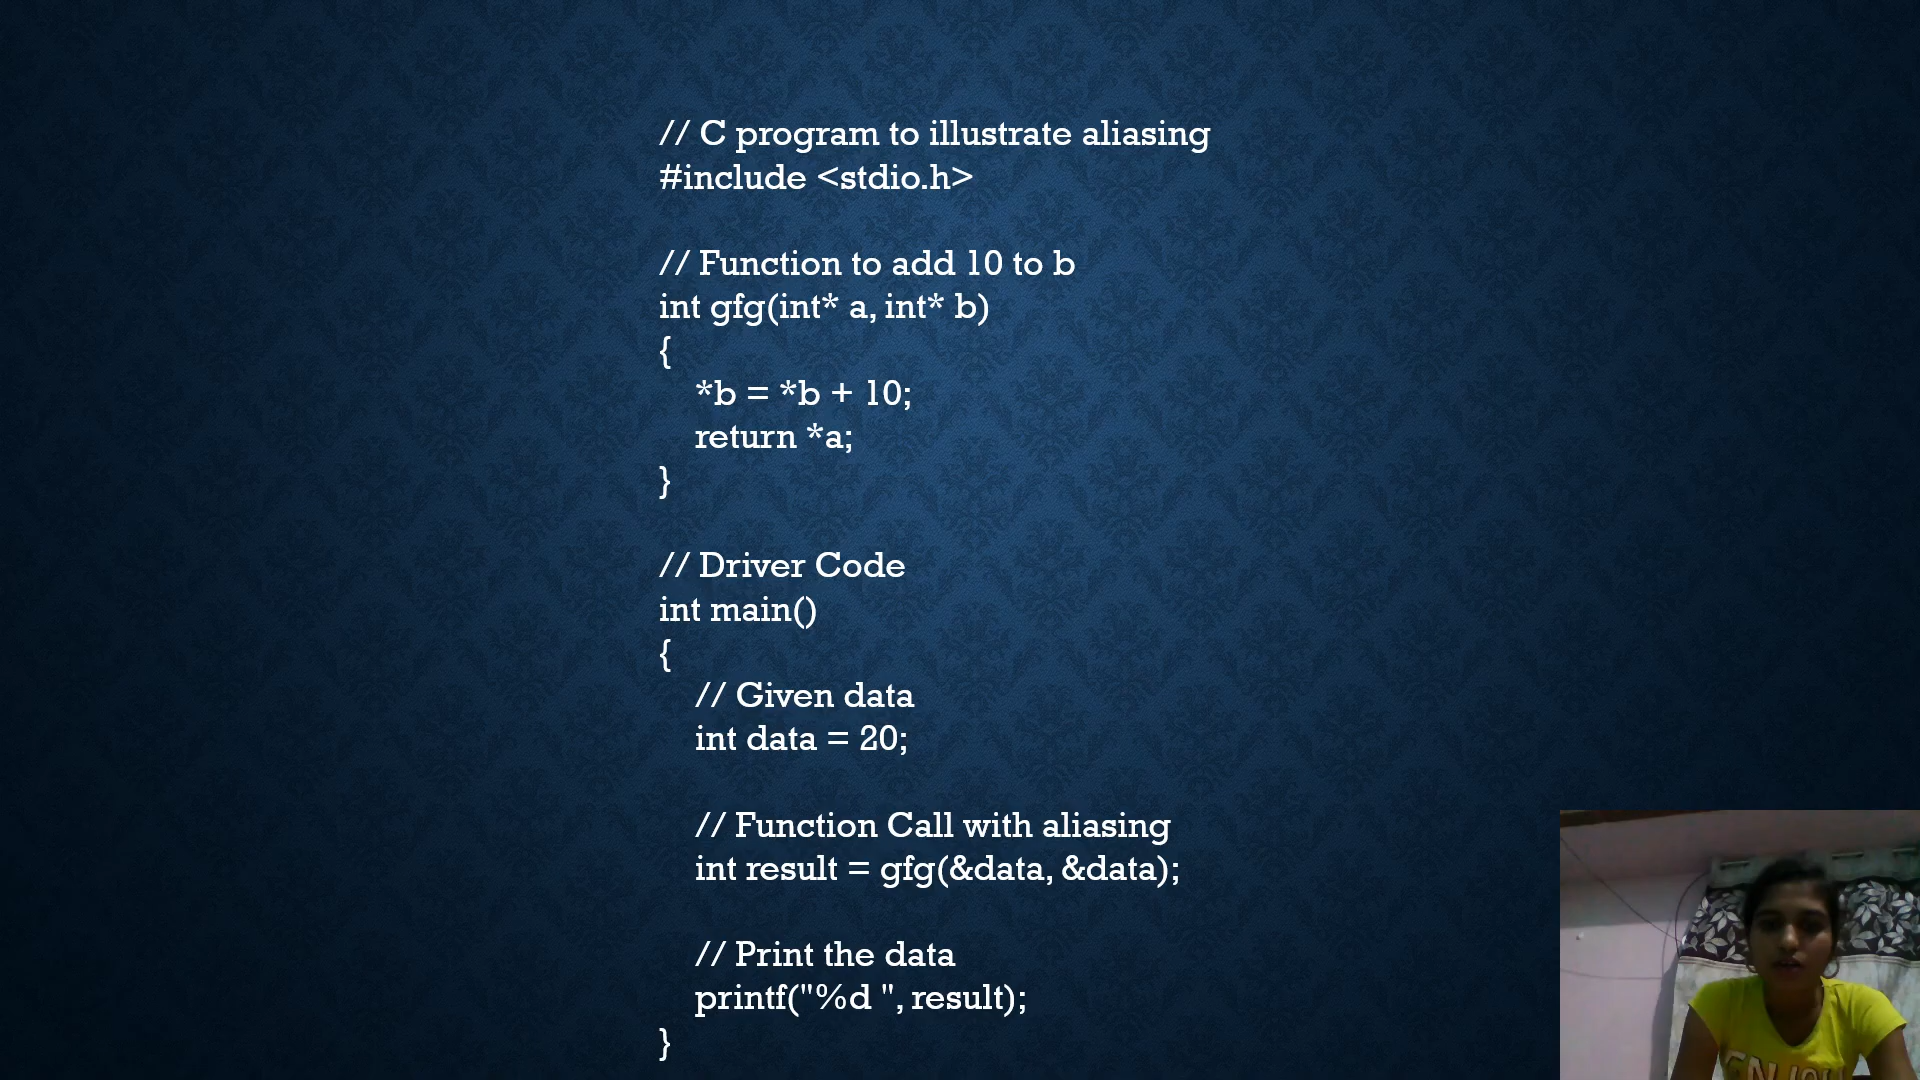 // C program to illustrate aliasing
#include <stdio.h>
// Function to add 10 to b
int gfg(int* a, int* b)
{
*b = *b + 10;
return *a;
}
// Driver Code
int main()
{
// Given data
int data = 20;
// Function Call with aliasing
int result = gfg(&data, &data);
// Print the data
printf("%d ", result);
}